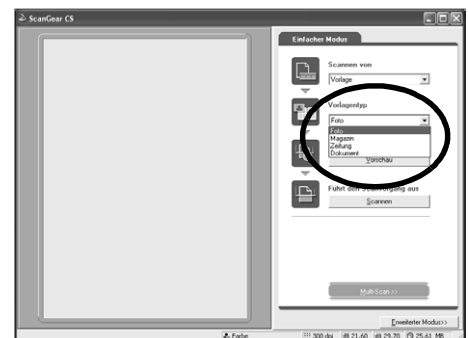 ScanGear CS
Einfacher Modus
Scannen von
Vorlage
Vorlagentyp
Foto
Foto
Magazin
Zeitung
Dokument
Vorschau
Führt den Scanvorgang aus
Scannen
Multi-Scan >>
Erweiterter Modus>>
Farbe 300 dpi 21,60 29,70 25,61 MB